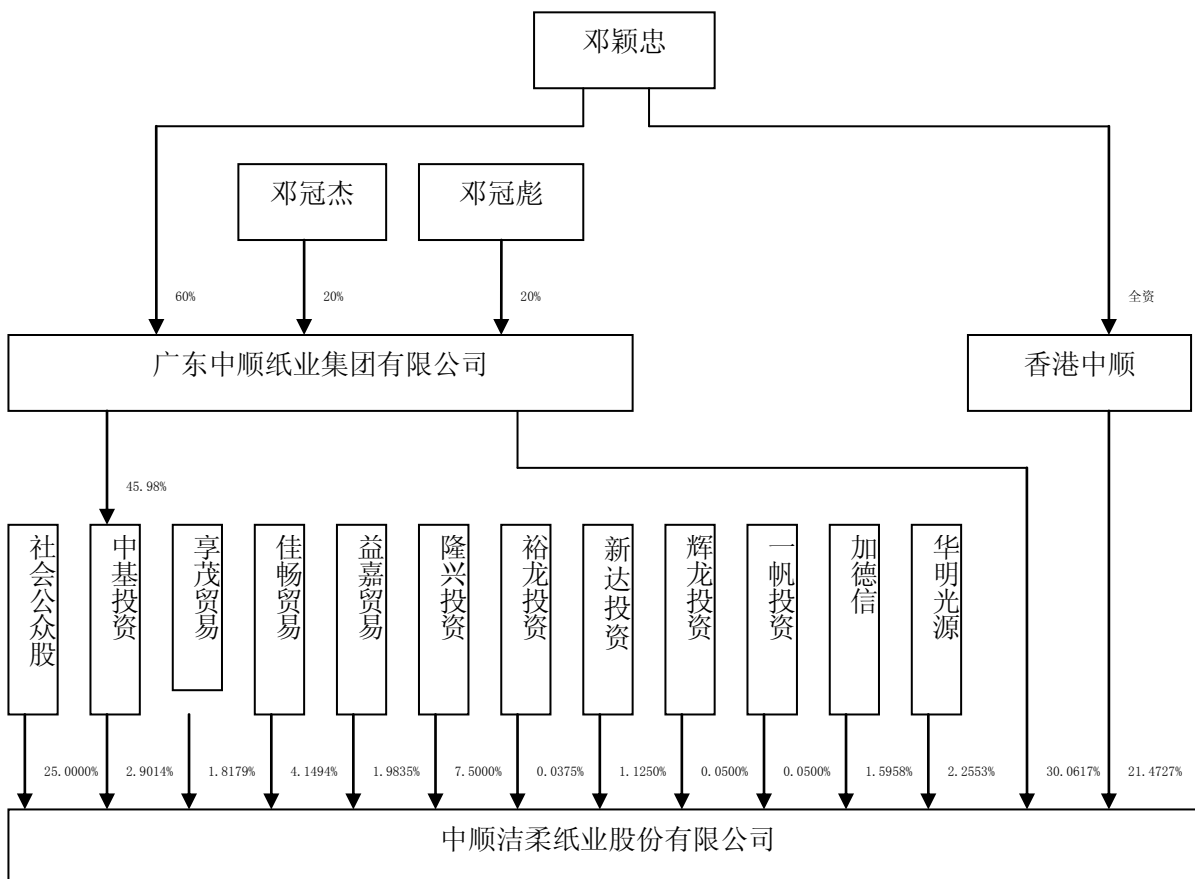 邓颖忠
邓冠杰
邓冠彪
60%
20%
20%
全资
广东中顺纸业集团有限公司
香港中顺
45.98%
社会公众股
中基投资
享茂贸易
佳畅贸易
益嘉贸易
隆兴投资
裕龙投资
新达投资
辉龙投资
一帆投资
加德信
华明光源
25.0000%
2.9014%
1.8179%
4.1494%
1.9835%
7.5000%
0.0375%
1.1250%
0.0500%
0.0500%
1.5958%
2.2553%
30.0617%
21.4727%
中顺洁柔纸业股份有限公司